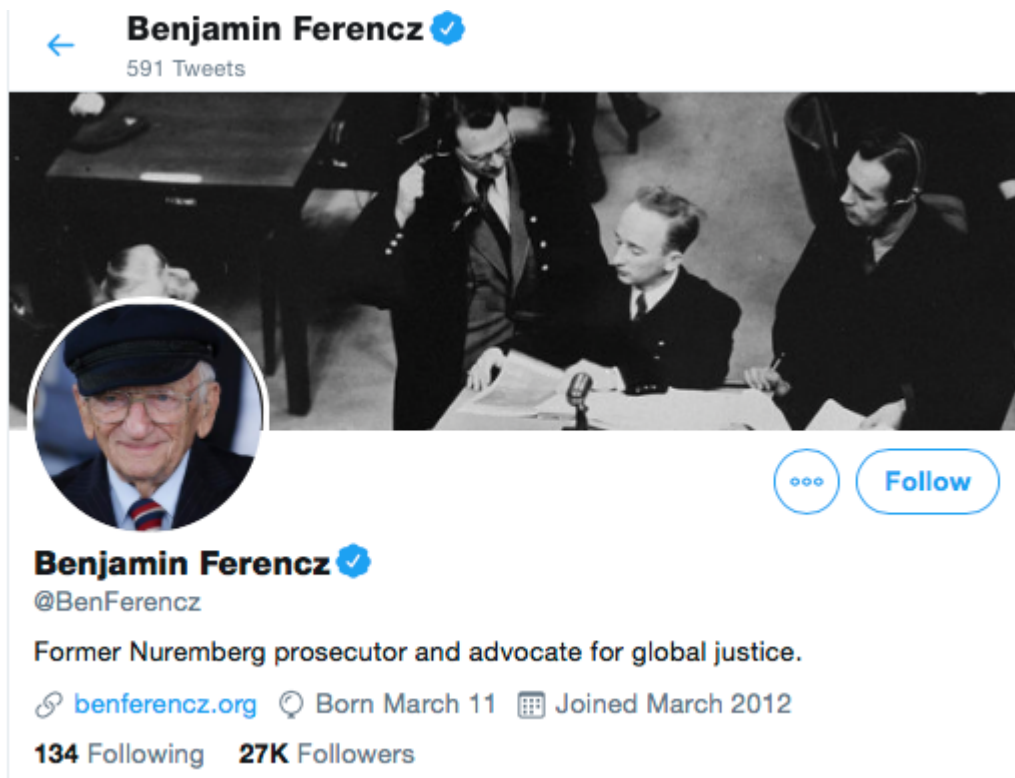 Benjamin Ferencz
591 Tweets
Follow
Benjamin Ferencz
@BenFerencz
Former Nuremberg prosecutor and advocate for global justice.
benferencz.org Born March 11 Joined March 2012
134 Following 27K Followers